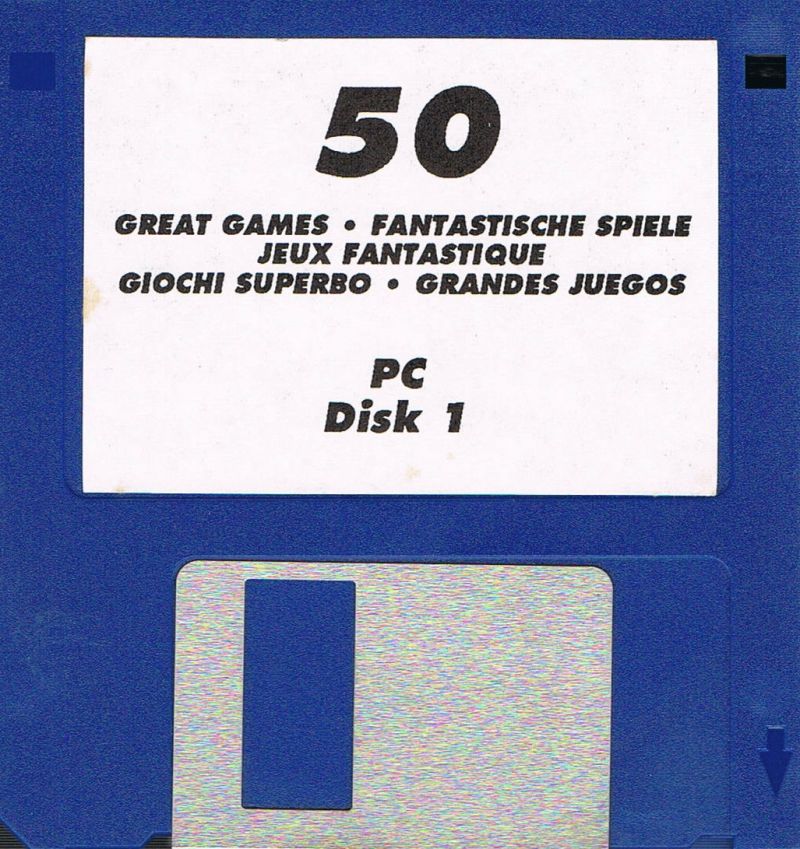 50
GREAT GAMES • FANTASTISCHE SPIELE
JEUX FANTASTIQUE
GIOCHI SUPERBO • GRANDES JUEGOS
PC
Disk 1